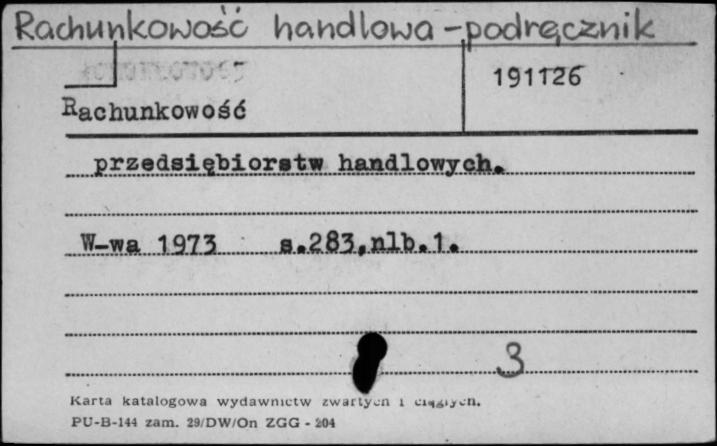 Rachunkowość handlowa - podręcznik
191126
Rachunkowość
przedsiębiorstw handlowych.
W-wa 1973 s.283,nlb.1.
3
Karta katalogowa wydawnictw zwartych i ciągłych.
PU-B-144 zam. 29/DW/On ZGG - 204